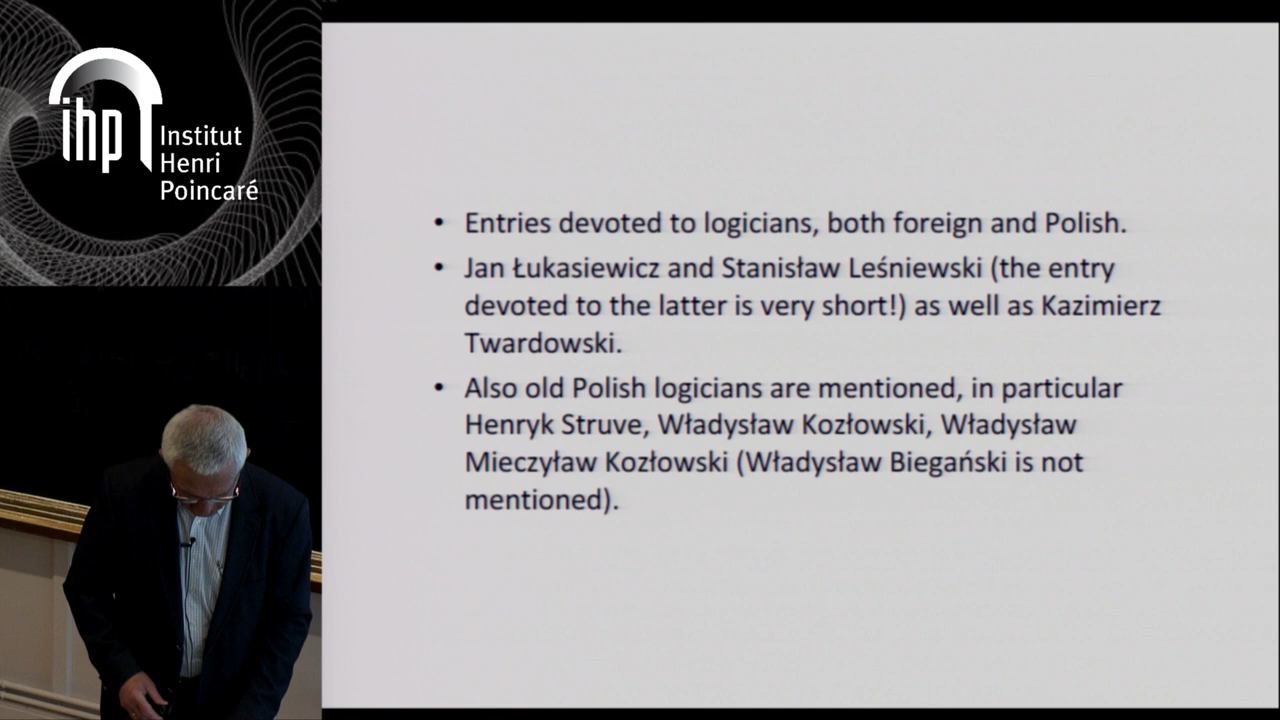 ihp Institut
Henri
Poincaré
• Entries devoted to logicians, both foreign and Polish.
• Jan Łukasiewicz and Stanisław Leśniewski (the entry
devoted to the latter is very short!) as well as Kazimierz
Twardowski.
• Also old Polish logicians are mentioned, in particular
Henryk Struve, Władysław Kozłowski, Władysław
Mieczyław Kozłowski (Władysław Biegański is not
mentioned).